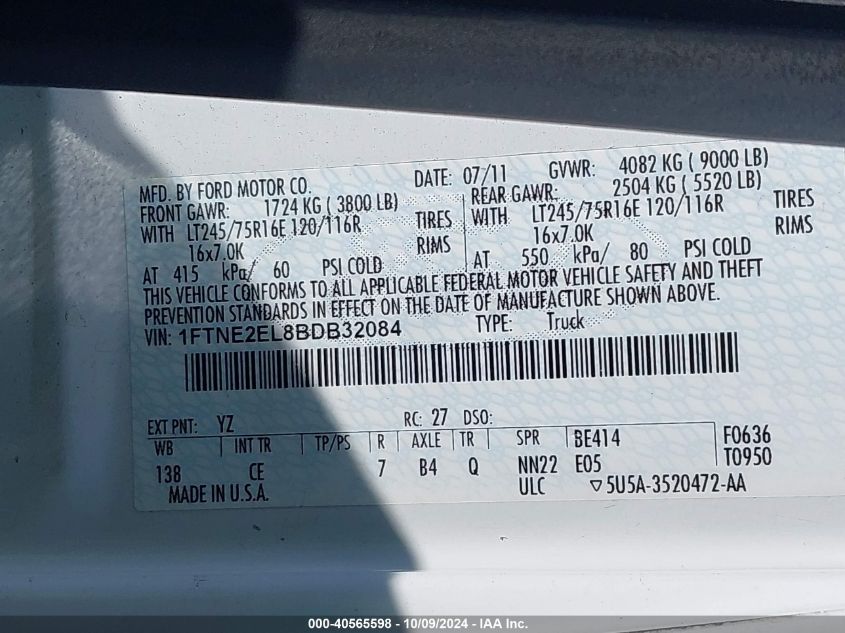 MFD. BY FORD MOTOR CO. DATE: 07/11 GVWR: 4082 KG ( 9000 LB)
FRONT GAWR: 1724 KG ( 3800 LB) REAR GAWR: 2504 KG ( 5520 LB)
WITH LT245/75R16E 120/116R TIRES WITH LT245/75R16E 120/116R TIRES
16x7.0K RIMS 16x7.0K RIMS
AT 415 kPa/ 60 PSI COLD AT 550 kPa/ 80 PSI COLD
THIS VEHICLE CONFORMS TO ALL APPLICABLE FEDERAL MOTOR VEHICLE SAFETY AND THEFT
PREVENTION STANDARDS IN EFFECT ON THE DATE OF MANUFACTURE SHOWN ABOVE.
VIN: 1FTNE2EL8BDB32084 TYPE: Truck
EXT PNT: YZ RC: 27 DSO:
WB INT TR TP/PS R AXLE TR SPR BE414 F0636
138 CE 7 B4 Q NN22 E05 T0950
MADE IN U.S.A. ULC ▽5U5A-3520472-AA
000-40565598 - 10/09/2024 - IAA Inc.